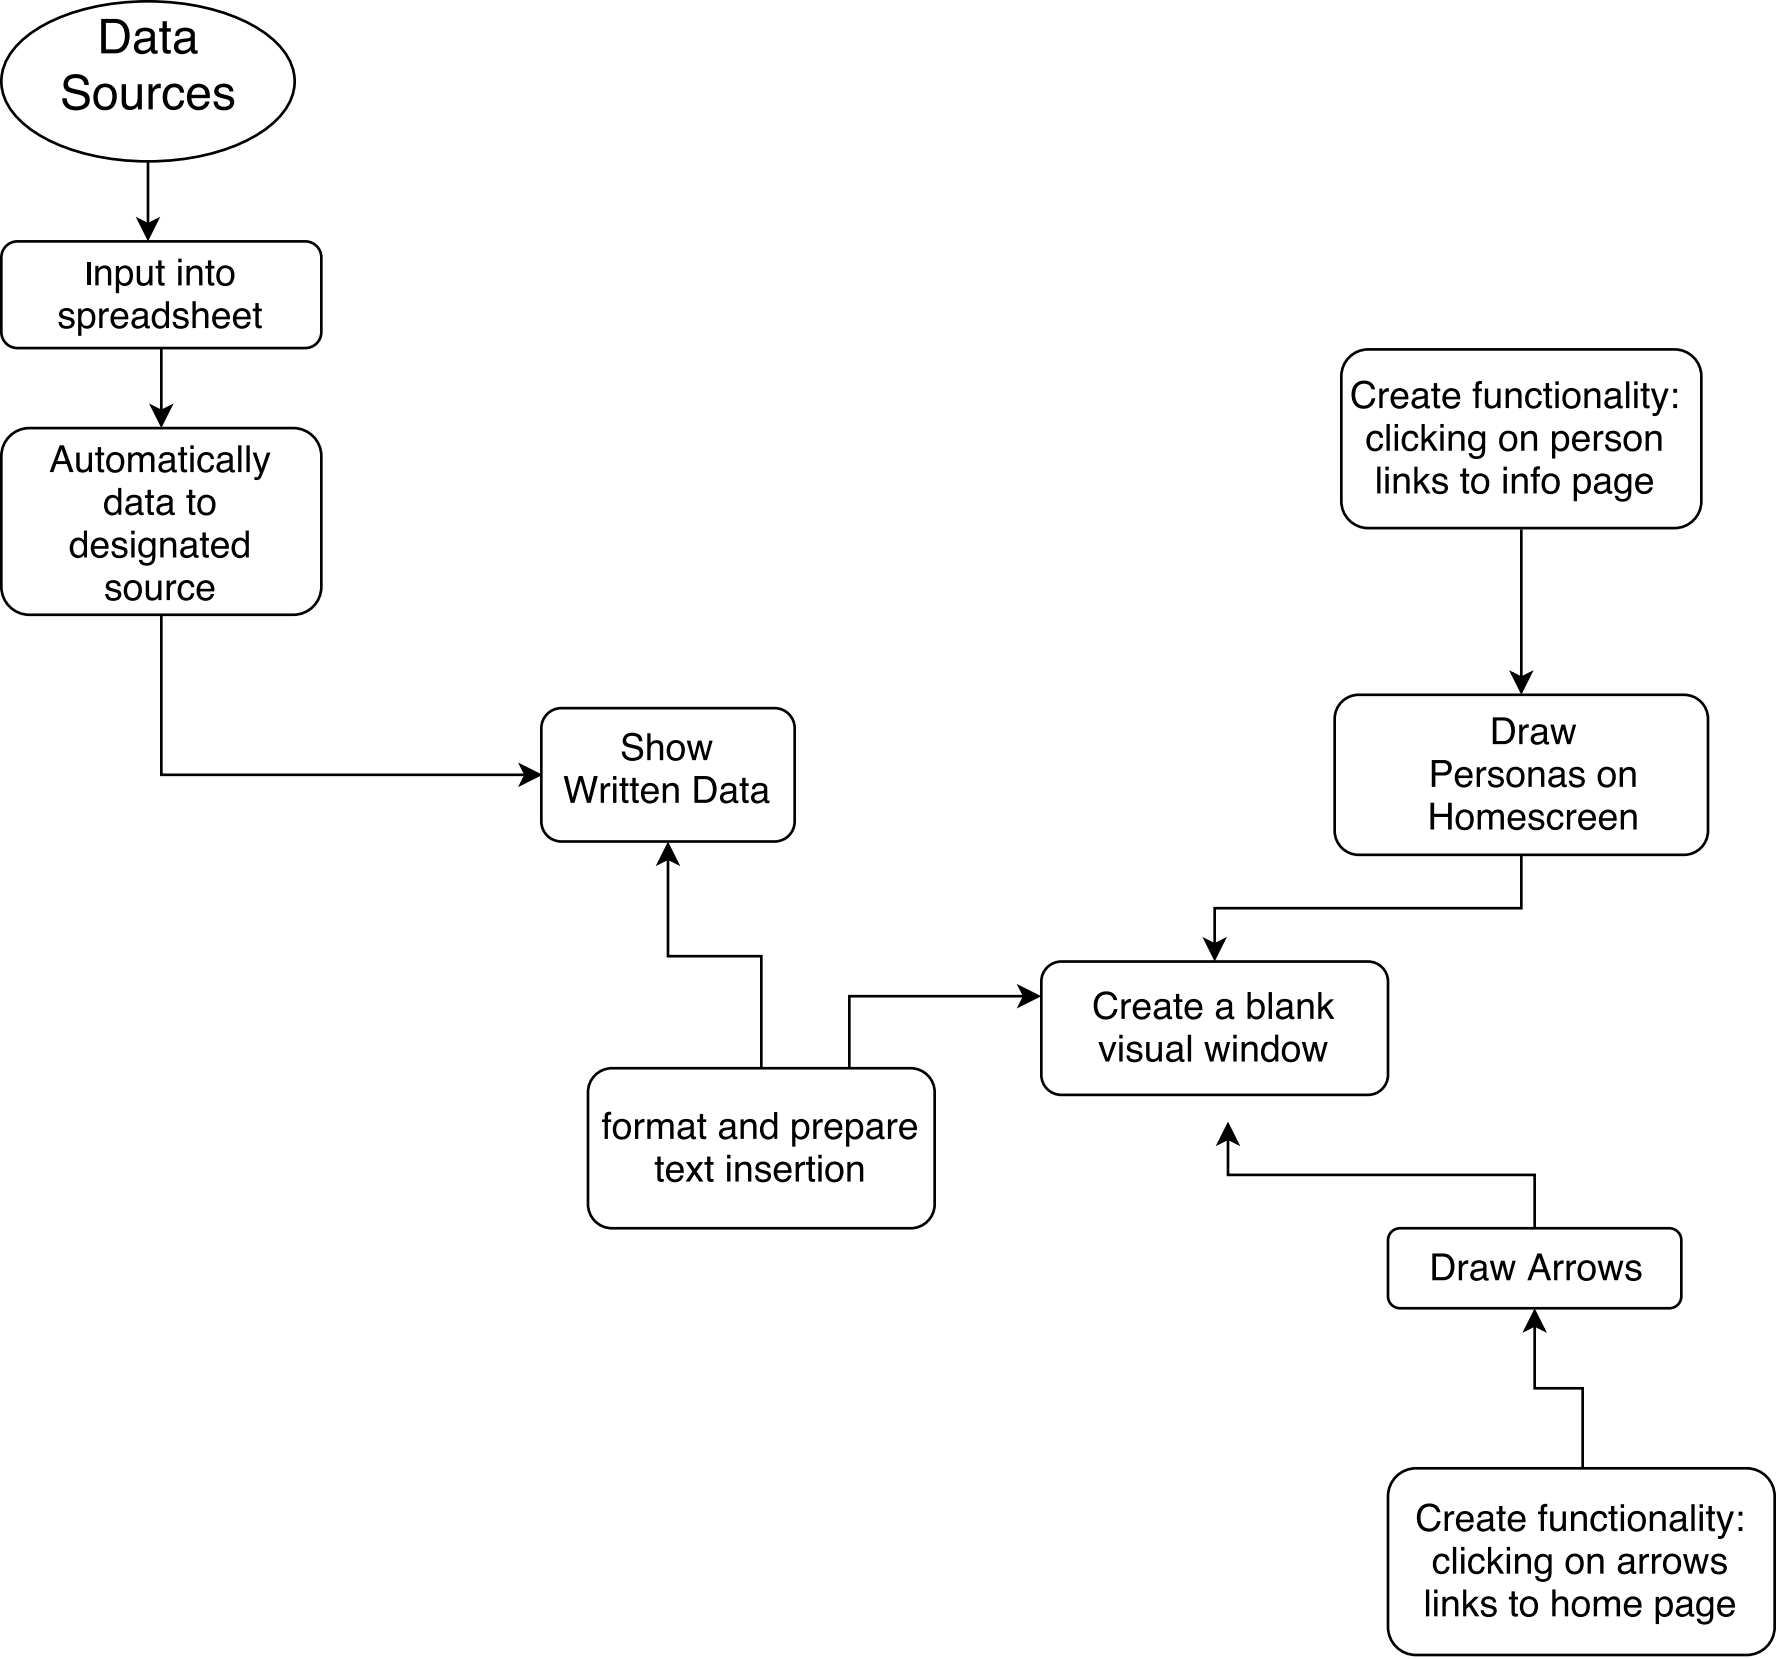 Data
Sources
Input into
spreadsheet
Automatically
data to
designated
source
Create functionality:
clicking on person
links to info page
Show
Written Data
Draw
Personas on
Homescreen
Create a blank
visual window
format and prepare
text insertion
Draw Arrows
Create functionality:
clicking on arrows
links to home page